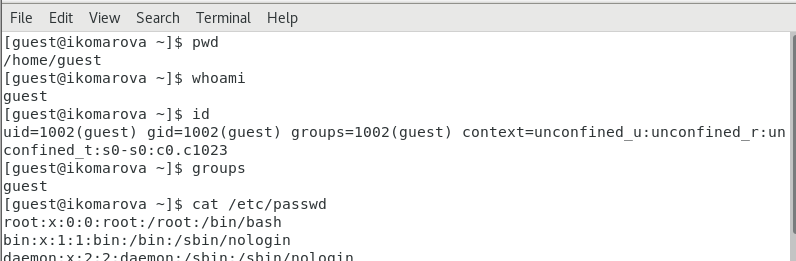 File Edit View Search Terminal Help
[guest@ikomarova ~]$ pwd
/home/guest
[guest@ikomarova ~]$ whoami
guest
[guest@ikomarova ~]$ id
uid=1002(guest) gid=1002(guest) groups=1002(guest) context=unconfined_u:unconfined_r:un
confined_t:s0-s0:c0.c1023
[guest@ikomarova ~]$ groups
guest
[guest@ikomarova ~]$ cat /etc/passwd
root:x:0:0:root:/root:/bin/bash
bin:x:1:1:bin:/bin:/sbin/nologin
daemon:x:2:2:daemon:/sbin:/sbin/nologin